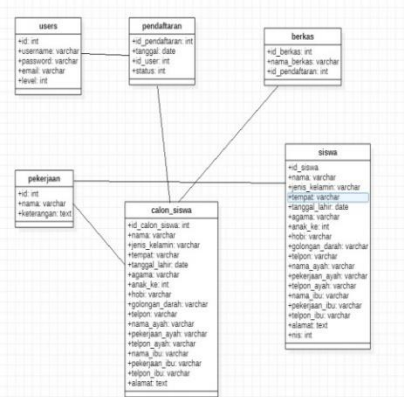 users
+id: int
+username: varchar
+password: varchar
+email: varchar
+level: int
pendaftaran
+id_pendaftaran: int
+tanggal: date
+id_user: int
+status: int
berkas
+id_berkas: int
+nama_berkas: varchar
+id_pendaftaran: int
pekerjaan
+id: int
+nama: varchar
+keterangan: text
calon_siswa
+id_calon_siswa: int
+nama: varchar
+jenis_kelamin: varchar
+tempat: varchar
+tanggal_lahir: date
+agama: varchar
+anak_ke: int
+hobi: varchar
+golongan_darah: varchar
+telpon: varchar
+nama_ayah: varchar
+pekerjaan_ayah: varchar
+telpon_ayah: varchar
+nama_ibu: varchar
+pekerjaan_ibu: varchar
+telpon_ibu: varchar
+alamat: text
siswa
+id_siswa
+nama: varchar
+jenis_kelamin: varchar
+tempat: varchar
+tanggal_lahir: date
+agama: varchar
+anak_ke: int
+hobi: varchar
+golongan_darah: varchar
+telpon: varchar
+nama_ayah: varchar
+pekerjaan_ayah: varchar
+telpon_ayah: varchar
+nama_ibu: varchar
+pekerjaan_ibu: varchar
+telpon_ibu: varchar
+alamat: text
+nis: int